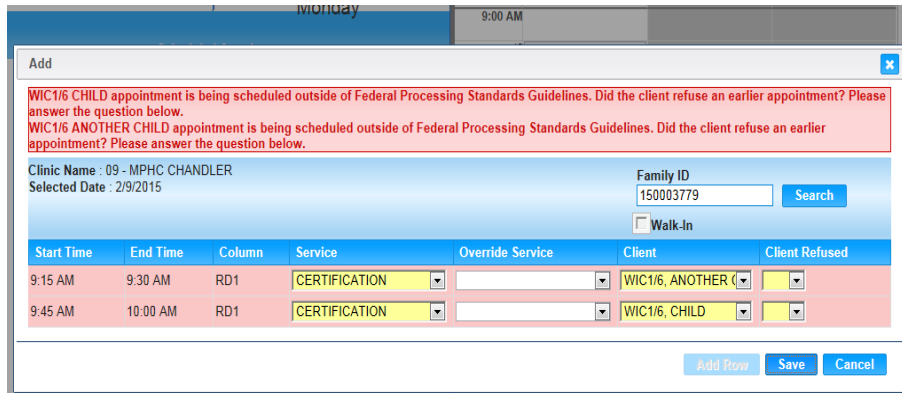 Monday
9:00 AM
Add
WIC1/6 CHILD appointment is being scheduled outside of Federal Processing Standards Guidelines. Did the client refuse an earlier appointment? Please
answer the question below.
WIC1/6 ANOTHER CHILD appointment is being scheduled outside of Federal Processing Standards Guidelines. Did the client refuse an earlier
appointment? Please answer the question below.
Clinic Name : 09 - MPHC CHANDLER
Selected Date : 2/9/2015
Family ID
150003779 Search
Walk-In
Start Time End Time Column Service Override Service Client Client Refused
9:15 AM 9:30 AM RD1 CERTIFICATION WIC1/6, ANOTHER
9:45 AM 10:00 AM RD1 CERTIFICATION WIC1/6, CHILD
Add Row Save Cancel